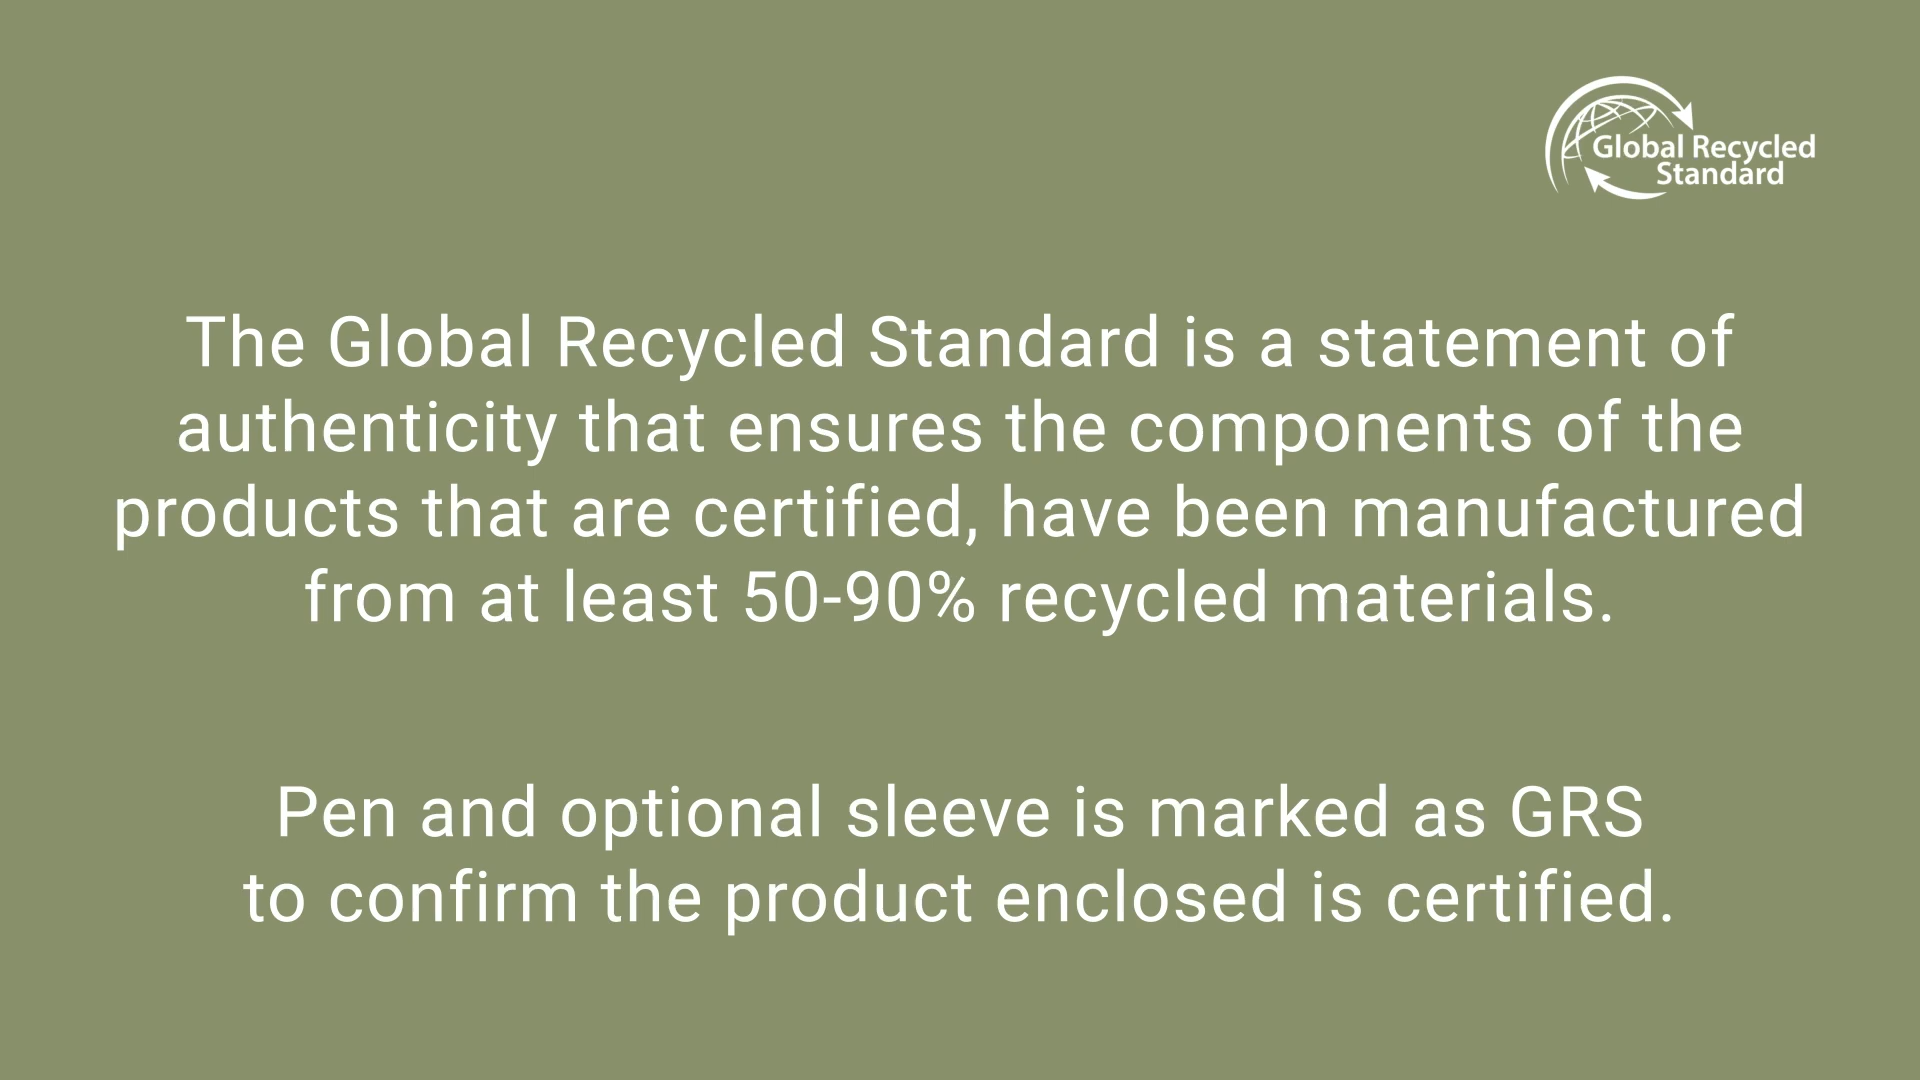 Global Recycled
Standard
The Global Recycled Standard is a statement of
authenticity that ensures the components of the
products that are certified, have been manufactured
from at least 50-90% recycled materials.
Pen and optional sleeve is marked as GRS
to confirm the product enclosed is certified.